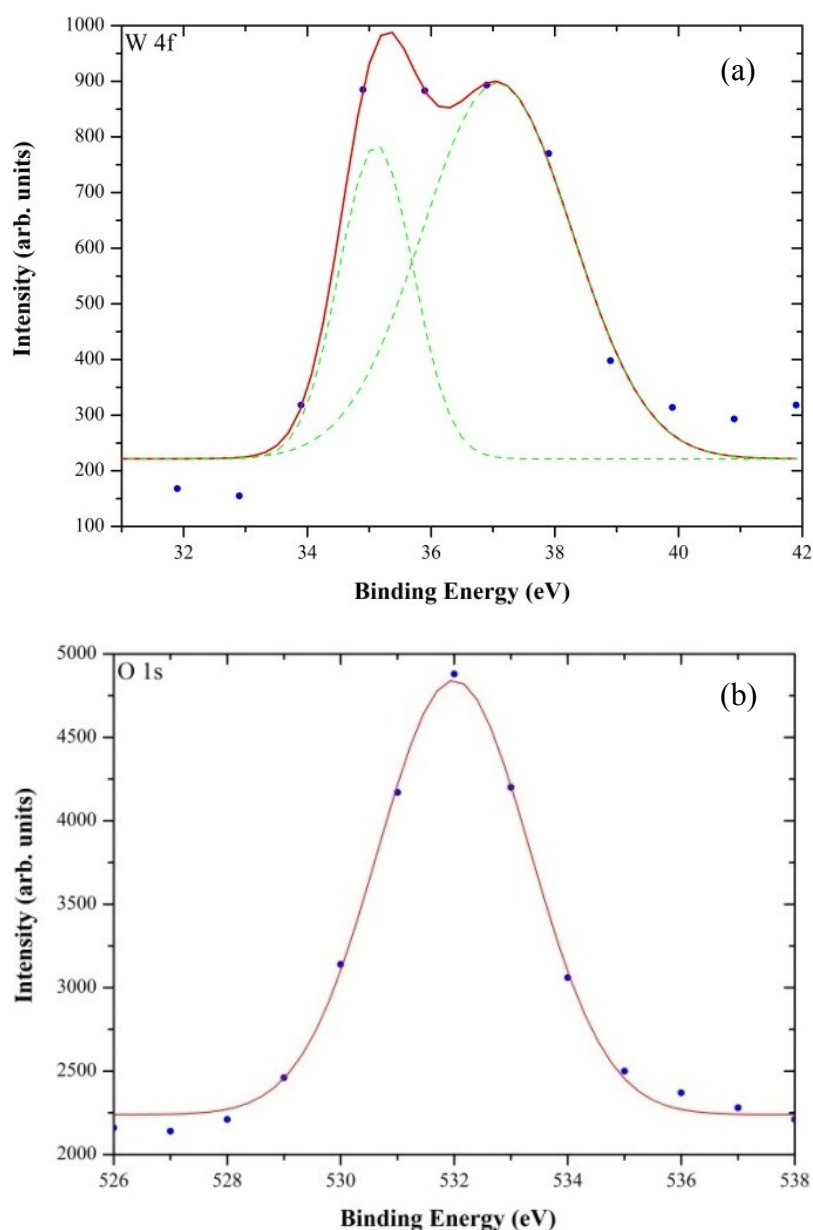 W 4f
(a)
1000
900
800
700
600
500
400
300
200
100
Intensity (arb. units)
32 34 36 38 40 42
Binding Energy (eV)
O 1s
(b)
5000
4500
4000
3500
3000
2500
2000
Intensity (arb. units)
526 528 530 532 534 536 538
Binding Energy (eV)